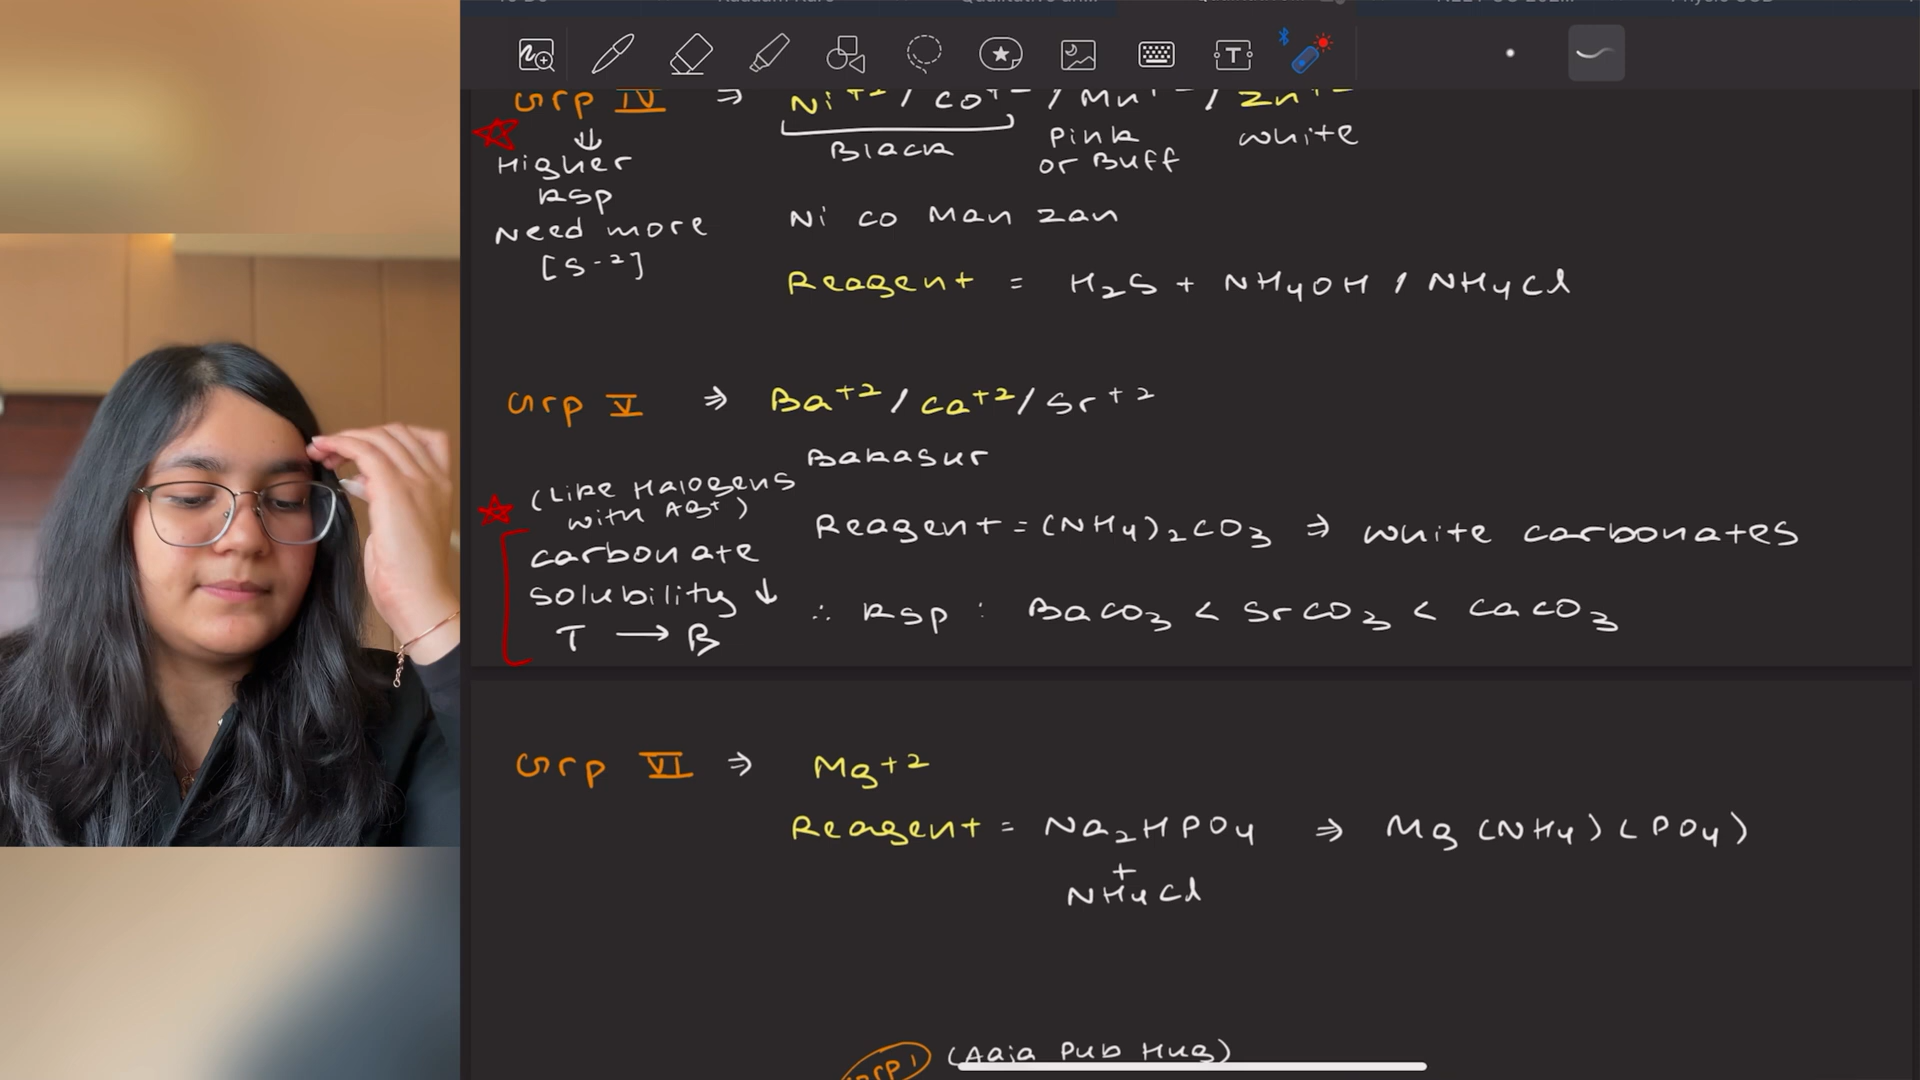 Grp IV ⇒ Ni+2 / Co+2 / Mn+2 / Zn+2
↓
Higher
Ksp
Need more
[S-2]
Black
Pink
or Buff
white
Ni Co Man Zan
Reagent = H2S + NH4OH / NH4Cl
Grp V ⇒ Ba+2 / Ca+2 / Sr+2
Bakasur
(Like Halogens
with Ag+)
carbonate
solubility ↓
T → B
Reagent = (NH4)2CO3 ⇒ white carbonates
∴ Ksp : BaCO3 < SrCO3 < CaCO3
Grp VI ⇒ Mg+2
Reagent = Na2HPO4 ⇒ Mg(NH4)(PO4)
+
NH4Cl
Grp 1 (Aaja Pub Hug)